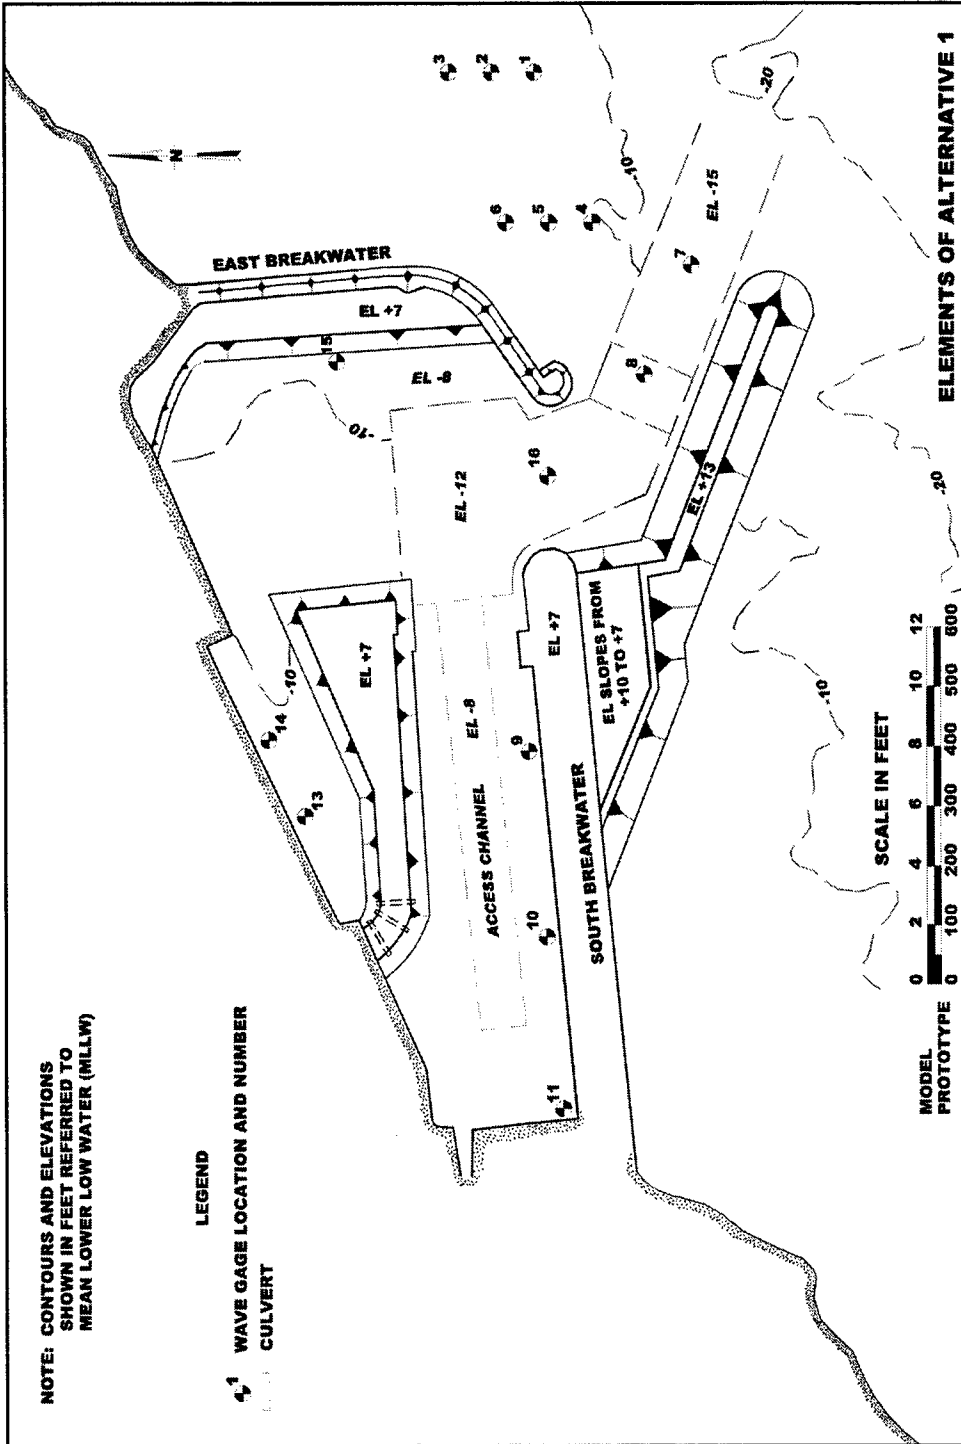 NOTE: CONTOURS AND ELEVATIONS
SHOWN IN FEET REFERRED TO
MEAN LOWER LOW WATER (MLLW)
LEGEND
1 WAVE GAGE LOCATION AND NUMBER
CULVERT
N
EAST BREAKWATER
EL +7
15
EL -8
-10
3
2
1
6
5
4
-10
-20
EL -15
7
8
16
EL -12
14
13
-10
EL +7
EL -8
ACCESS CHANNEL
9
10
11
EL +7
EL SLOPES FROM
+10 TO +7
EL +13
SOUTH BREAKWATER
-20
-10
SCALE IN FEET
MODEL 0 2 4 6 8 10 12
PROTOTYPE 0 100 200 300 400 500 600
ELEMENTS OF ALTERNATIVE 1